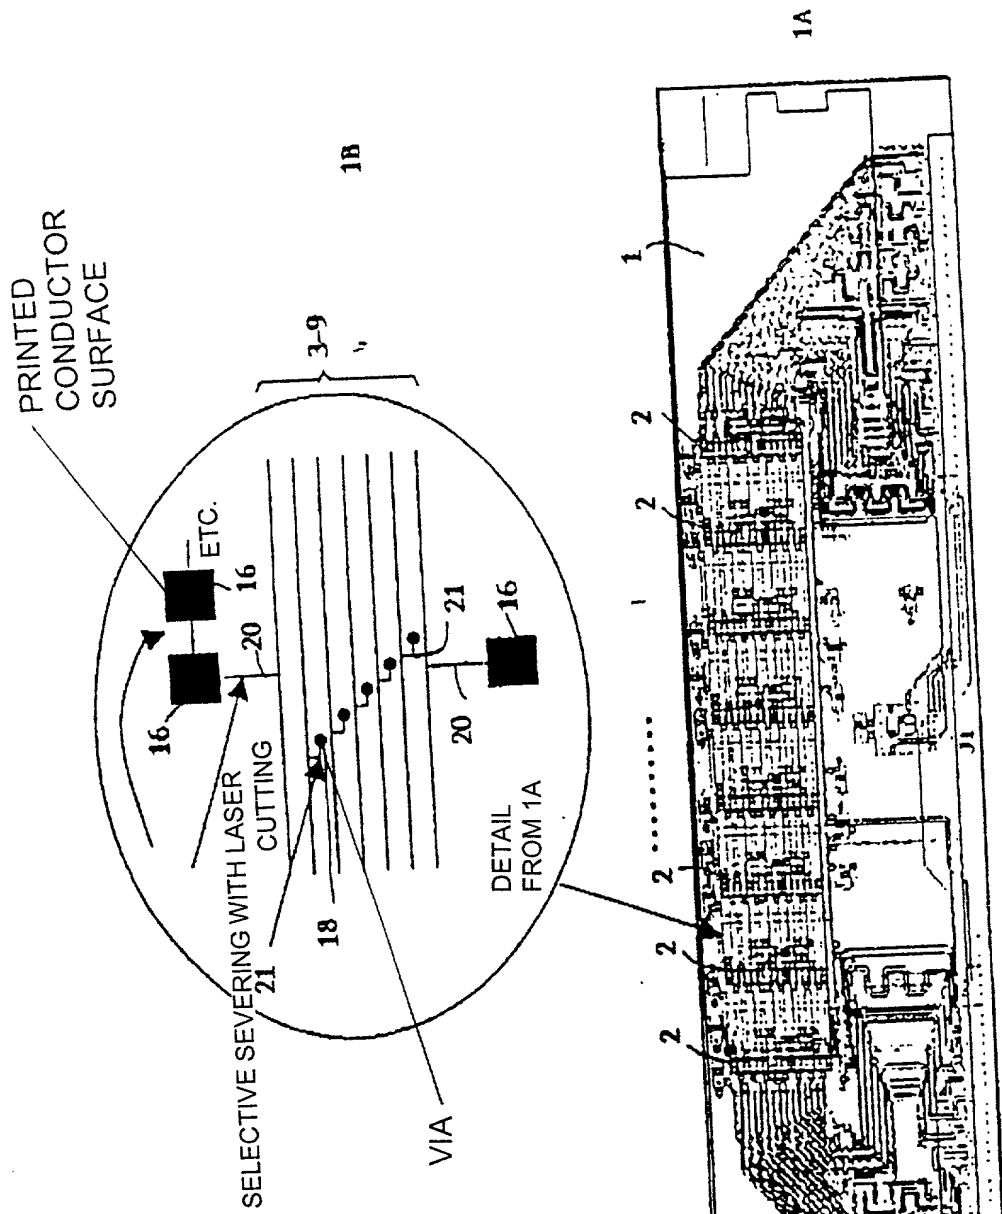 1A
1B
PRINTED
CONDUCTOR
SURFACE
3–9
ETC.
16
16
20
21
16
20
SELECTIVE SEVERING WITH LASER
CUTTING
21
18
VIA
DETAIL
FROM 1A
1
2
2
2
2
2
J1